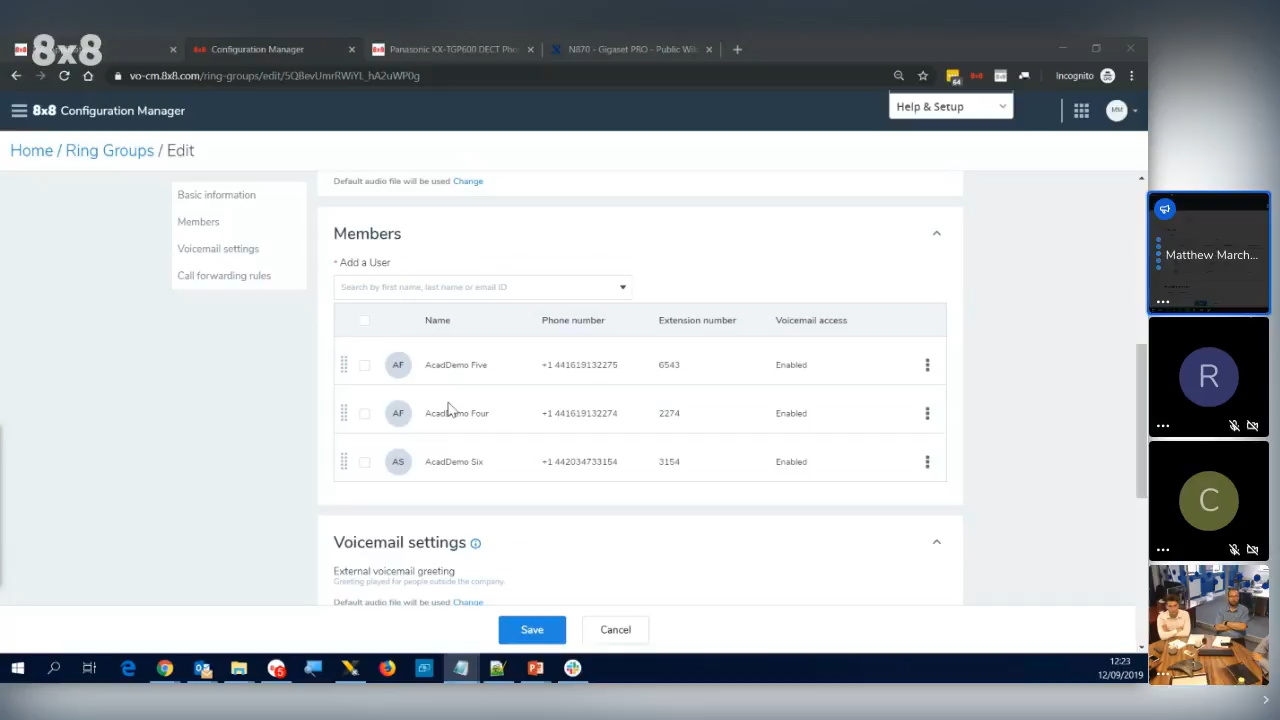 8x8
Configuration Manager
Panasonic KX-TGP600 DECT Pho
N870 - Gigaset PRO - Public Wik
vo-cm.8x8.com/ring-groups/edit/5QBevUmrRWiYL_hA2uWP0g
64
Incognito
8x8 Configuration Manager
Help & Setup
MM
Home / Ring Groups / Edit
Basic information
Members
Voicemail settings
Call forwarding rules
Default audio file will be used Change
Members
* Add a User
Search by first name, last name or email ID
Name Phone number Extension number Voicemail access
AF AcadDemo Five +1 441619132275 6543 Enabled
AF AcadDemo Four +1 441619132274 2274 Enabled
AS AcadDemo Six +1 442034733154 3154 Enabled
Voicemail settings
External voicemail greeting
Greeting played for people outside the company.
Default audio file will be used Change
Save Cancel
12:23
12/09/2019
Matthew March...
R
C